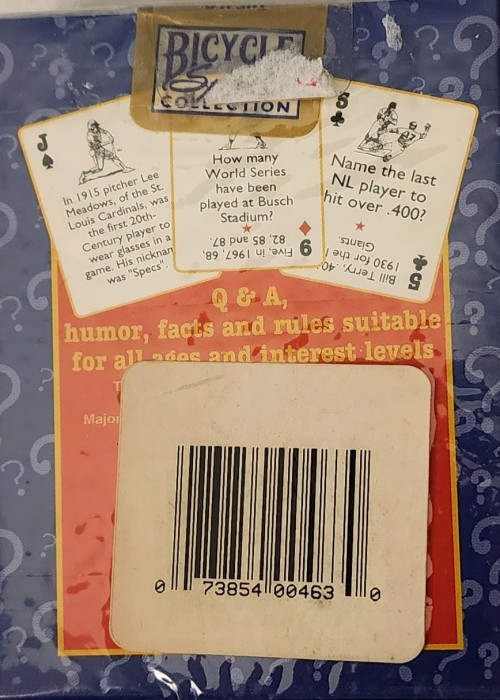 BICYCLE
COLLECTION
J
In 1915 pitcher Lee
Meadows, of the St.
Louis Cardinals, was
the first 20th-
Century player to
wear glasses in a
game. His nicknam
was "Specs".
How many
World Series
have been
played at Busch
Stadium?
Five, in 1967, 68,
82, 85 and 87.
9
5
Name the last
NL player to
hit over .400?
Bill Terry, .40
1930 for the
Giants.
5
Q & A,
humor, facts and rules suitable
for all ages and interest levels
T
Major
0 73854 00463 0